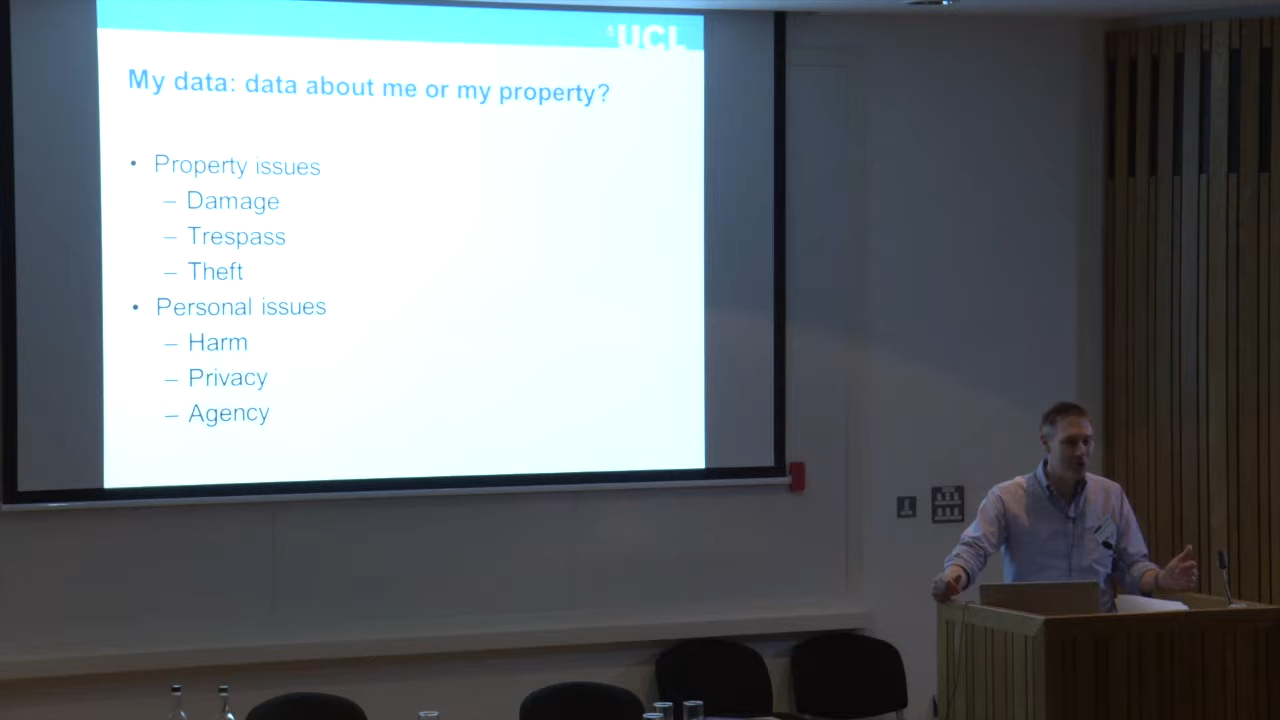 UCL
My data: data about me or my property?
• Property issues
– Damage
– Trespass
– Theft
• Personal issues
– Harm
– Privacy
– Agency